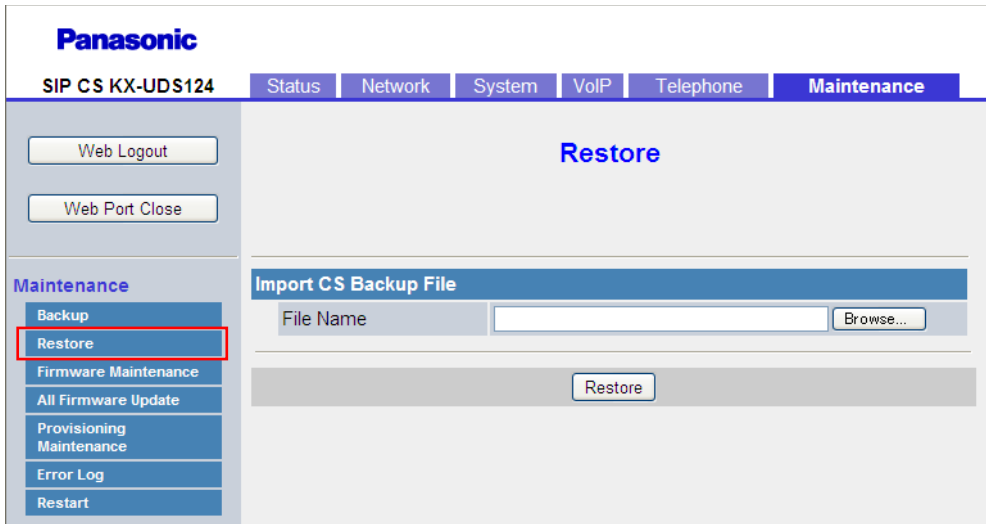 Panasonic
SIP CS KX-UDS124
Status
Network
System
VoIP
Telephone
Maintenance
Web Logout
Web Port Close
Restore
Maintenance
Backup
Restore
Firmware Maintenance
All Firmware Update
Provisioning
Maintenance
Error Log
Restart
Import CS Backup File
File Name
Browse...
Restore